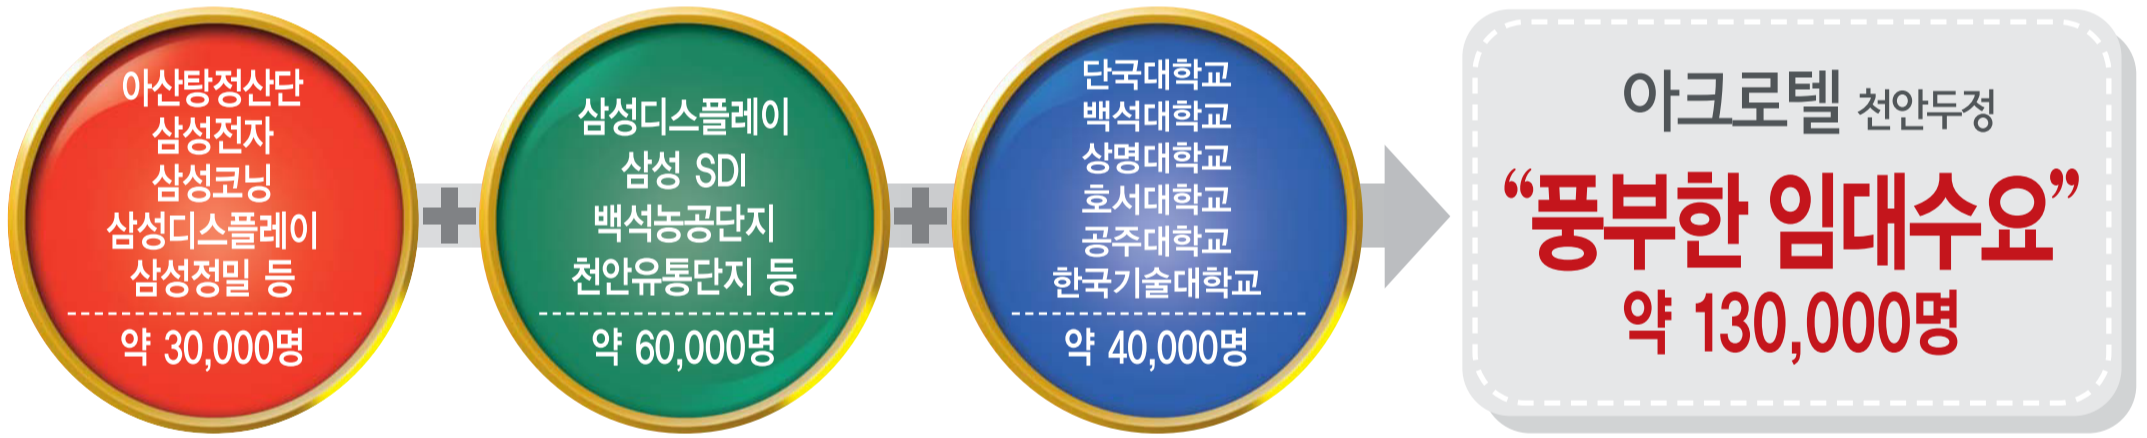 아산탕정산단
삼성전자
삼성코닝
삼성디스플레이
삼성정밀 등
약 30,000명
+
삼성디스플레이
삼성 SDI
백석농공단지
천안유통단지 등
약 60,000명
+
단국대학교
백석대학교
상명대학교
호서대학교
공주대학교
한국기술대학교
약 40,000명
아크로텔 천안두정
“풍부한 임대수요”
약 130,000명